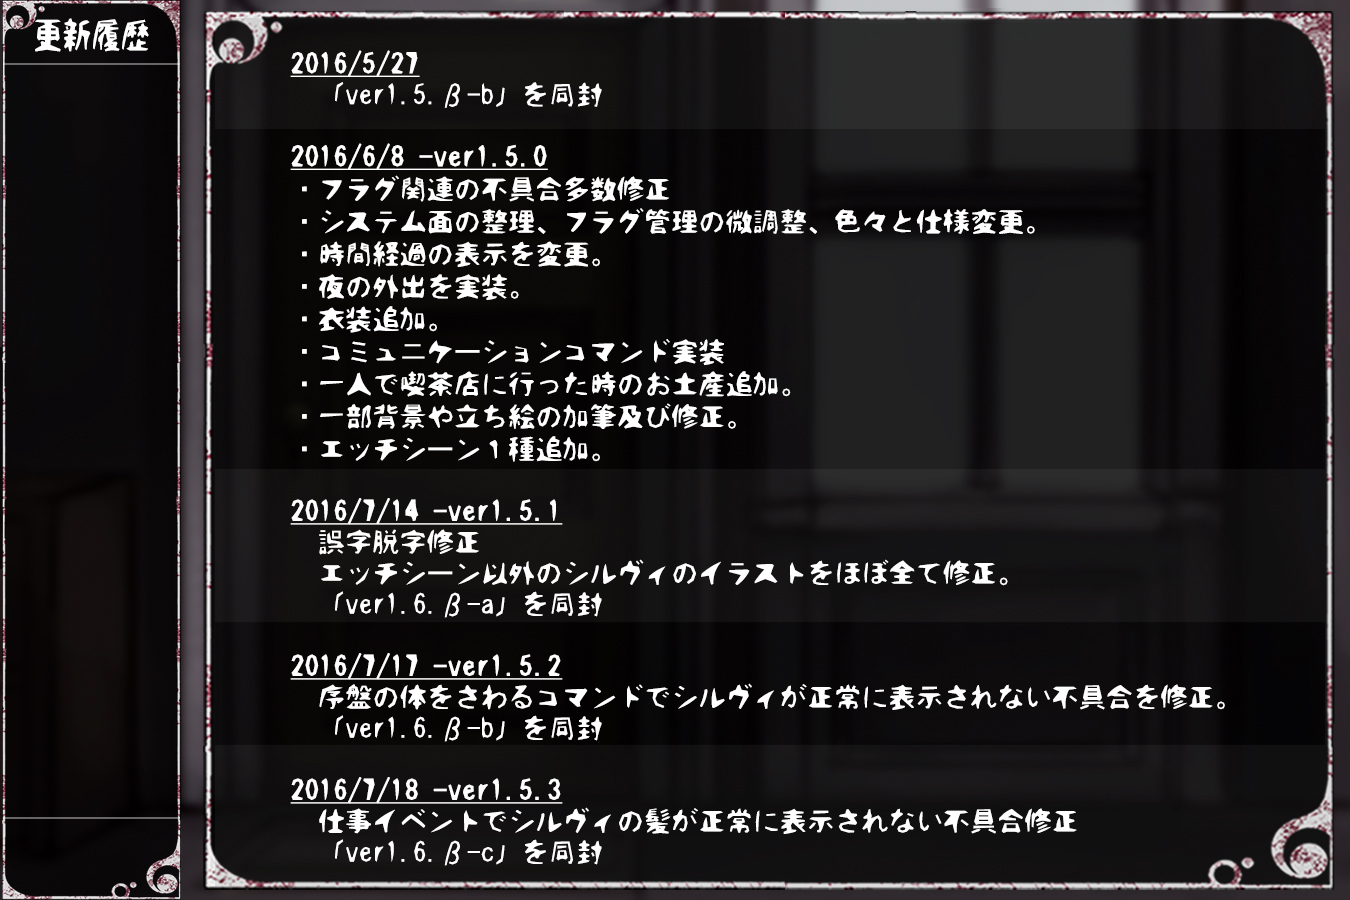 更新履歴
2016/5/27
「ver1.5.β-b」を同封
2016/6/8 -ver1.5.0
・フラグ関連の不具合多数修正
・システム面の整理、フラグ管理の微調整、色々と仕様変更。
・時間経過の表示を変更。
・夜の外出を実装。
・衣装追加。
・コミュニケーションコマンド実装
・一人で喫茶店に行った時のお土産追加。
・一部背景や立ち絵の加筆及び修正。
・エッチシーン1種追加。
2016/7/14 -ver1.5.1
誤字脱字修正
エッチシーン以外のシルヴィのイラストをほぼ全て修正。
「ver1.6.β-a」を同封
2016/7/17 -ver1.5.2
序盤の体をさわるコマンドでシルヴィが正常に表示されない不具合を修正。
「ver1.6.β-b」を同封
2016/7/18 -ver1.5.3
仕事イベントでシルヴィの髪が正常に表示されない不具合修正
「ver1.6.β-c」を同封